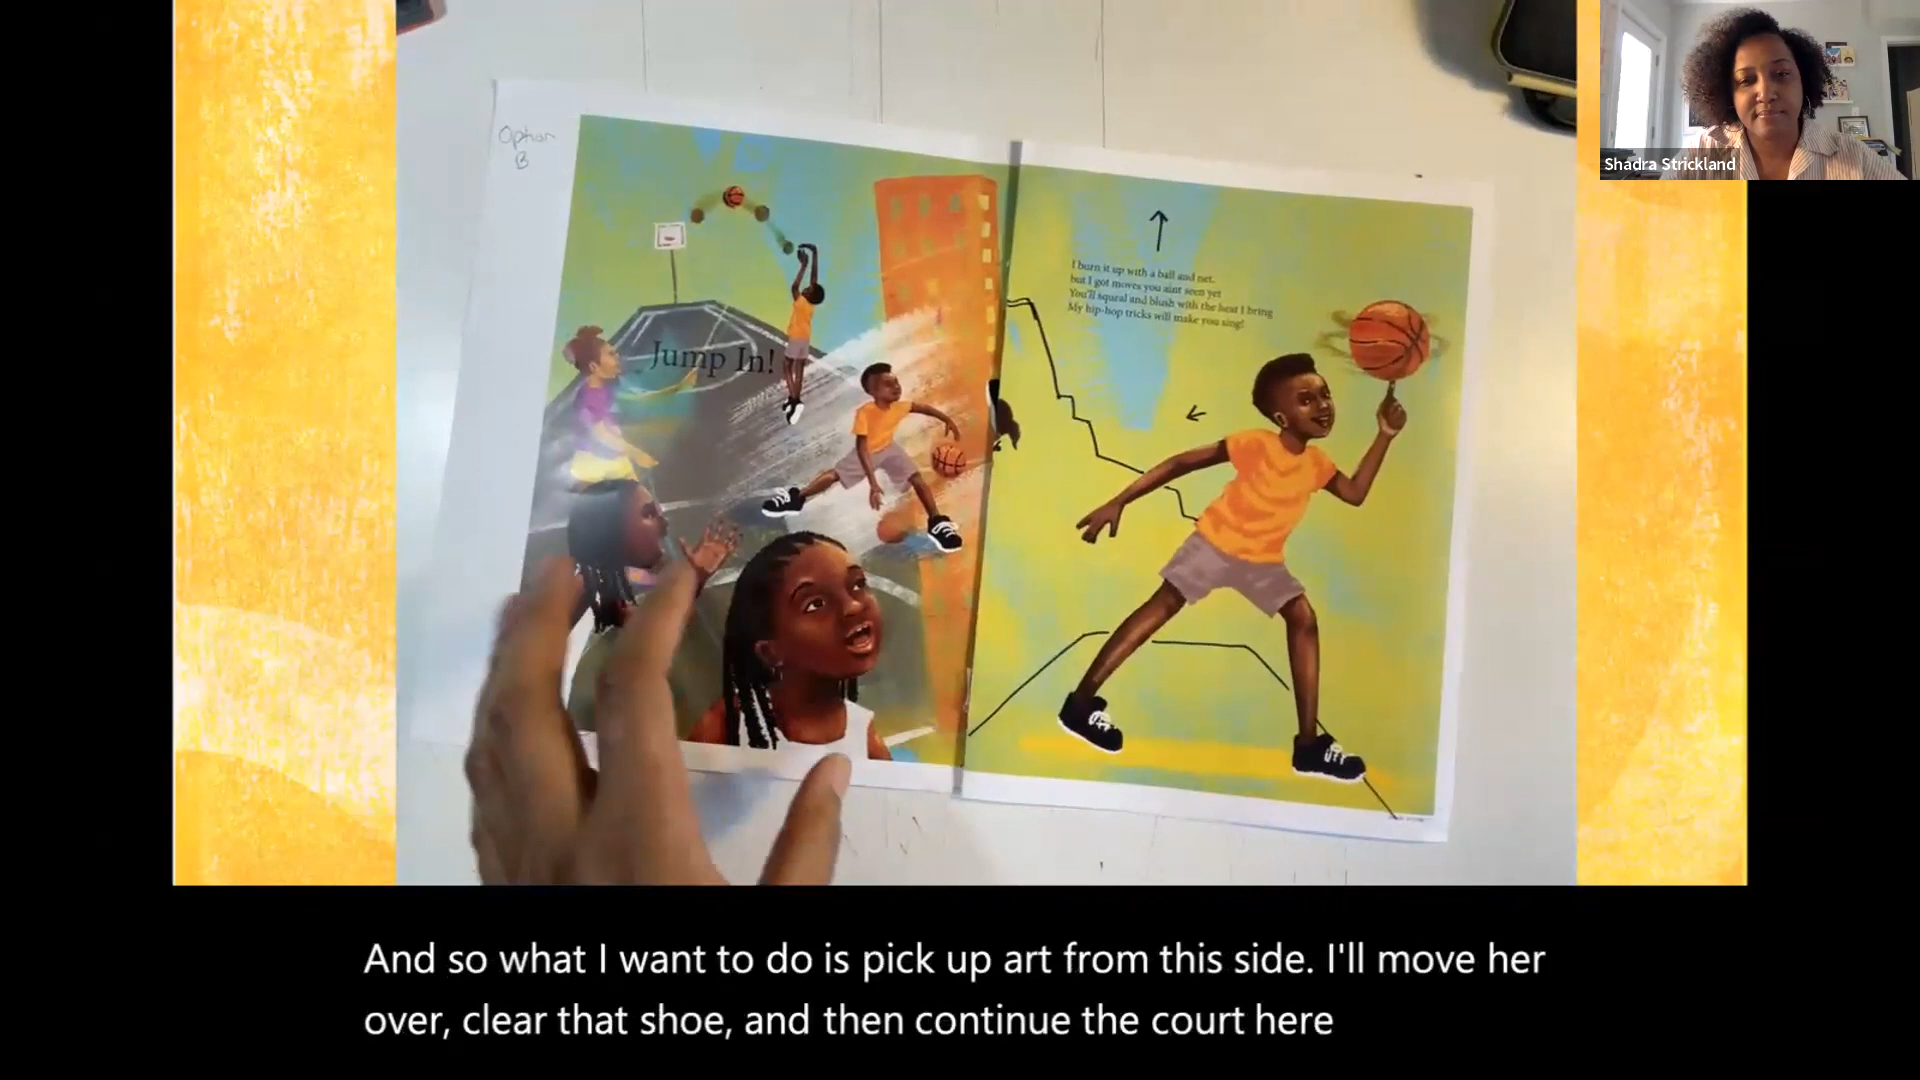 Option
B
Jump In!
I burn it up with a ball and net,
but I got moves you aint seen yet
You'll squeal and blush with the heat I bring
My hip-hop tricks will make you sing!
Shadra Strickland
And so what I want to do is pick up art from this side. I'll move her
over, clear that shoe, and then continue the court here